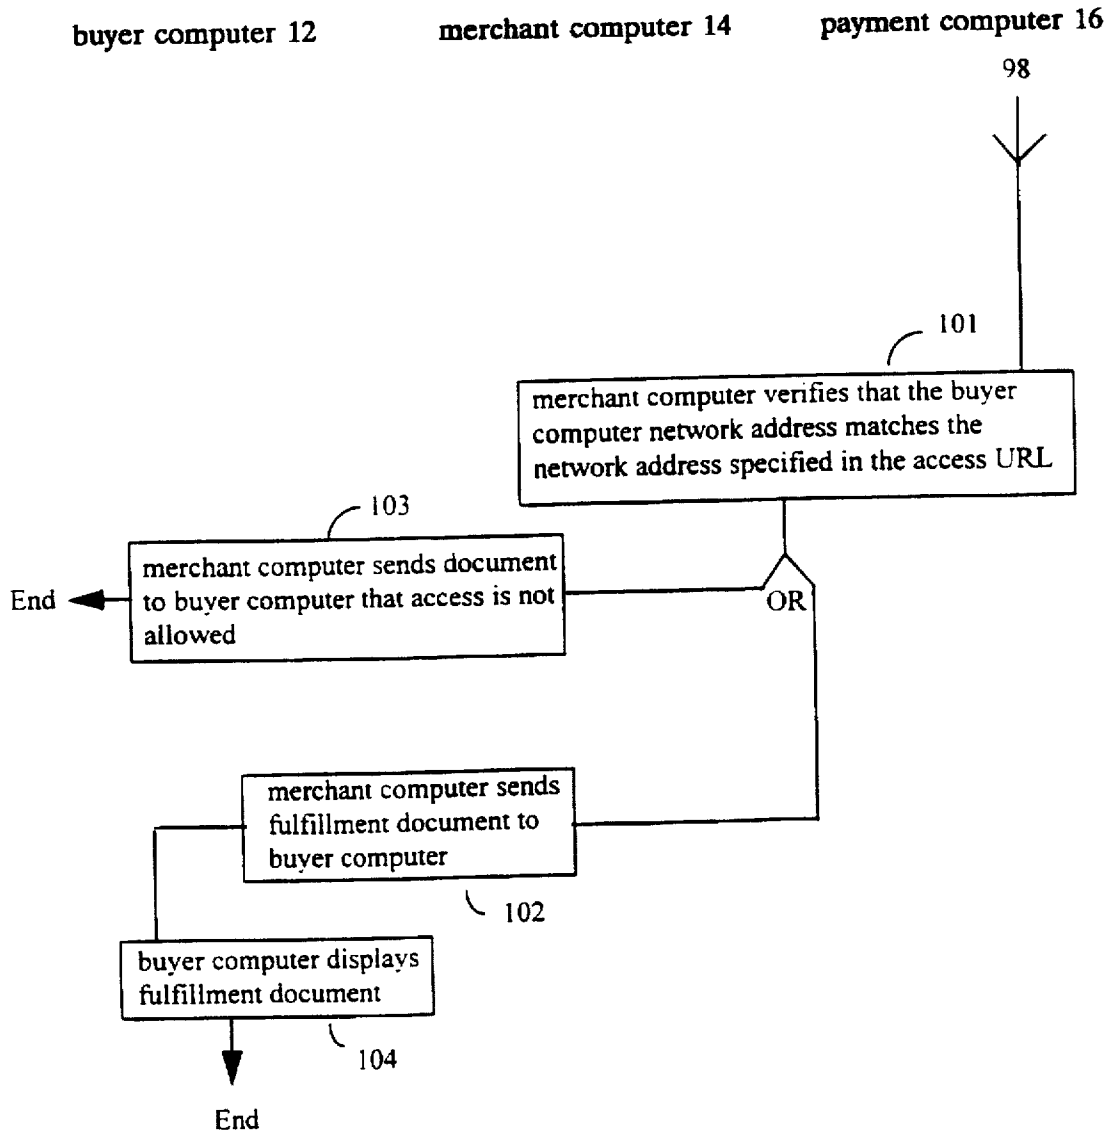 buyer computer 12
merchant computer 14
payment computer 16
98
101
merchant computer verifies that the buyer
computer network address matches the
network address specified in the access URL
103
merchant computer sends document
to buyer computer that access is not
allowed
End
OR
merchant computer sends
fulfillment document to
buyer computer
102
buyer computer displays
fulfillment document
104
End